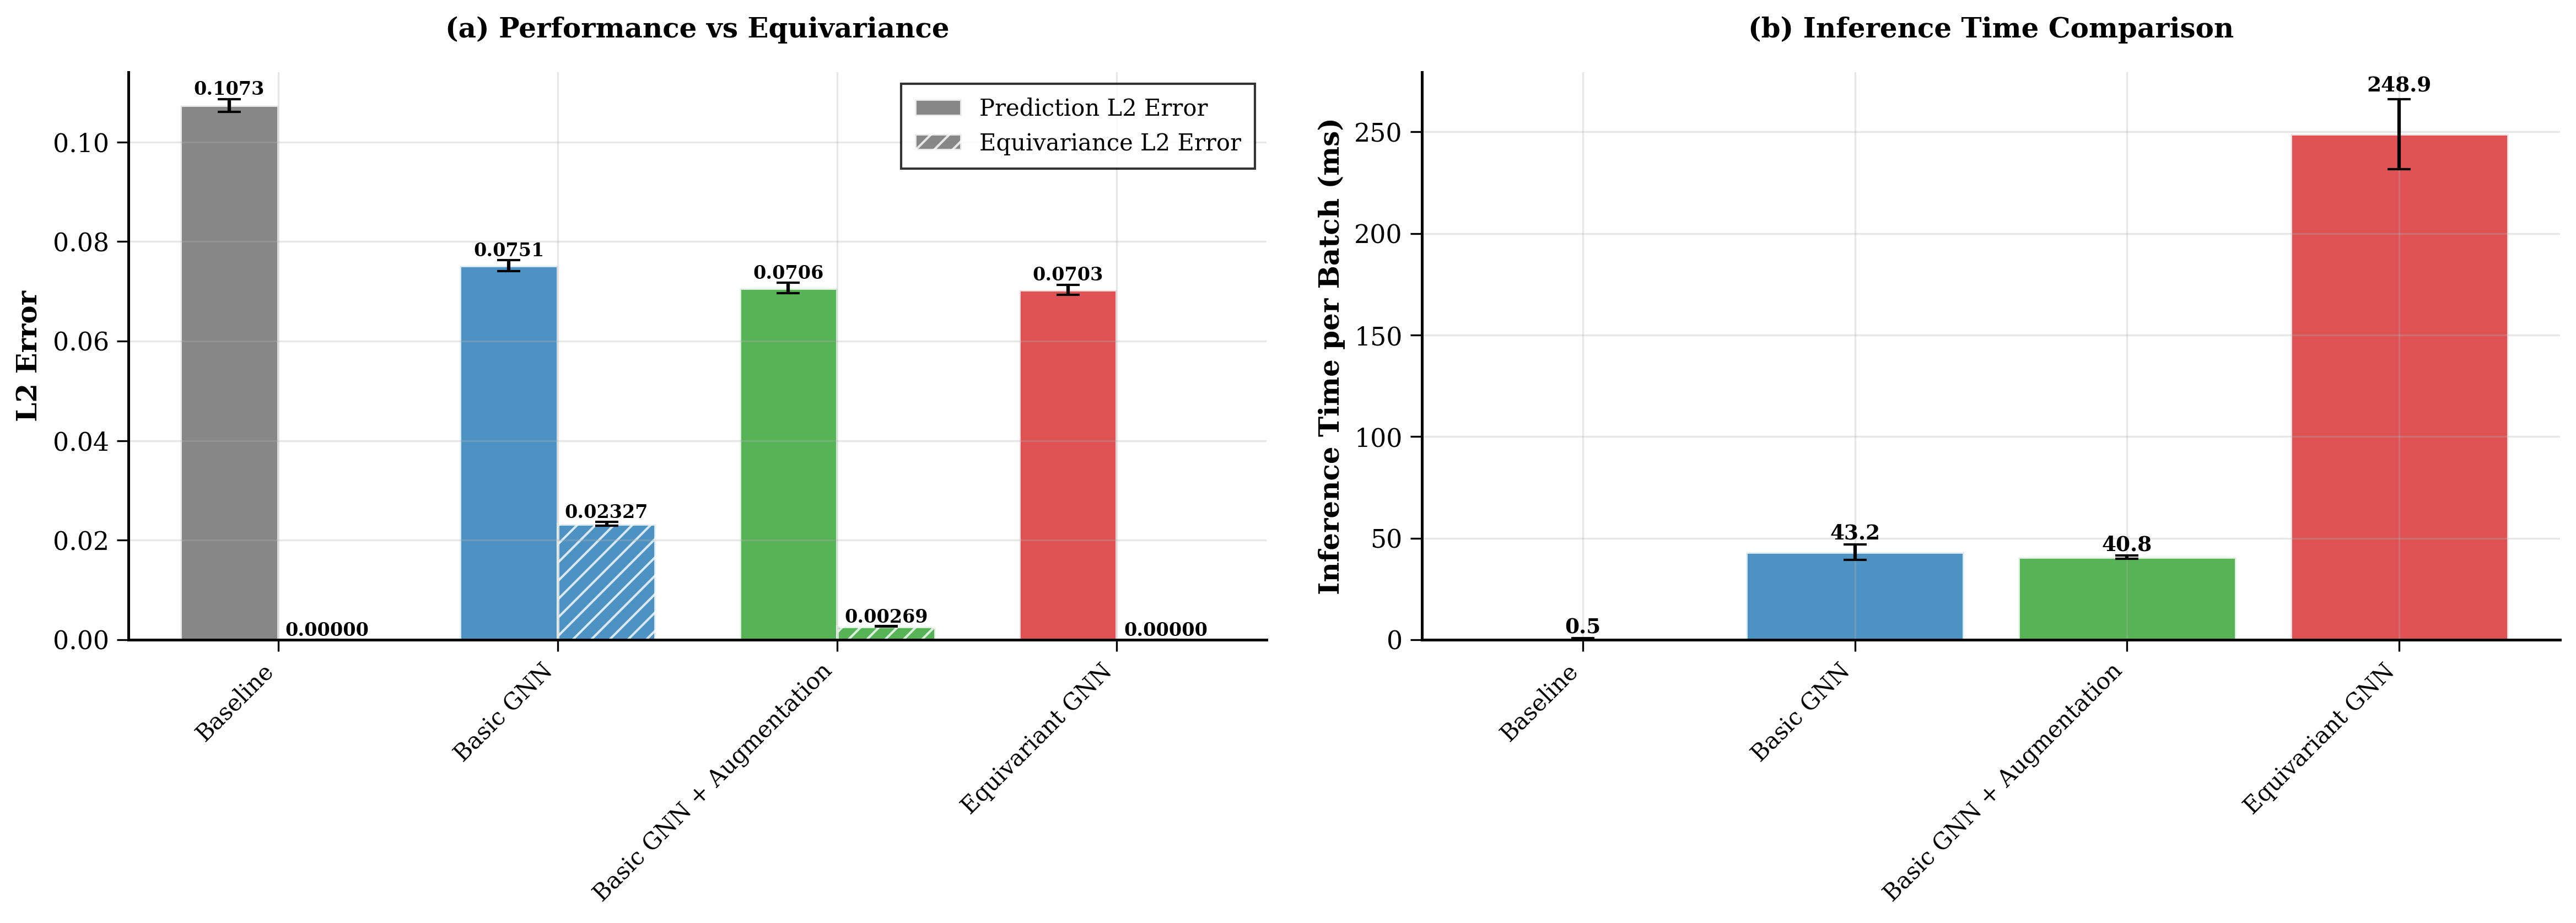 (a) Performance vs Equivariance
L2 Error
0.10
0.08
0.06
0.04
0.02
0.00
0.1073
0.00000
0.0751
0.02327
0.0706
0.00269
0.0703
0.00000
Prediction L2 Error
Equivariance L2 Error
Baseline
Basic GNN
Basic GNN + Augmentation
Equivariant GNN
(b) Inference Time Comparison
Inference Time per Batch (ms)
250
200
150
100
50
0
0.5
43.2
40.8
248.9
Baseline
Basic GNN
Basic GNN + Augmentation
Equivariant GNN